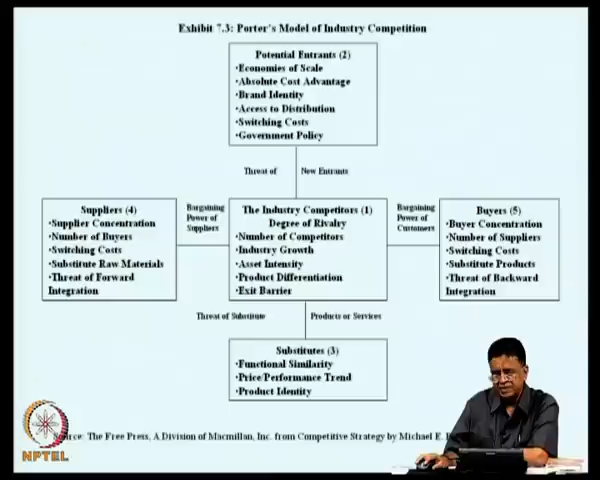 Exhibit 7.3: Porter's Model of Industry Competition
Potential Entrants (2)
•Economies of Scale
•Absolute Cost Advantage
•Brand Identity
•Access to Distribution
•Switching Costs
•Government Policy
Threat of New Entrants
Suppliers (4)
•Supplier Concentration
•Number of Buyers
•Switching Costs
•Substitute Raw Materials
•Threat of Forward
Integration
Bargaining
Power of
Suppliers
The Industry Competitors (1)
Degree of Rivalry
•Number of Competitors
•Industry Growth
•Asset Intensity
•Product Differentiation
•Exit Barrier
Bargaining
Power of
Customers
Buyers (5)
•Buyer Concentration
•Number of Suppliers
•Switching Costs
•Substitute Products
•Threat of Backward
Integration
Threat of Substitute Products or Services
Substitutes (3)
•Functional Similarity
•Price/Performance Trend
•Product Identity
Source: The Free Press, A Division of Macmillan, Inc. from Competitive Strategy by Michael E.
NPTEL